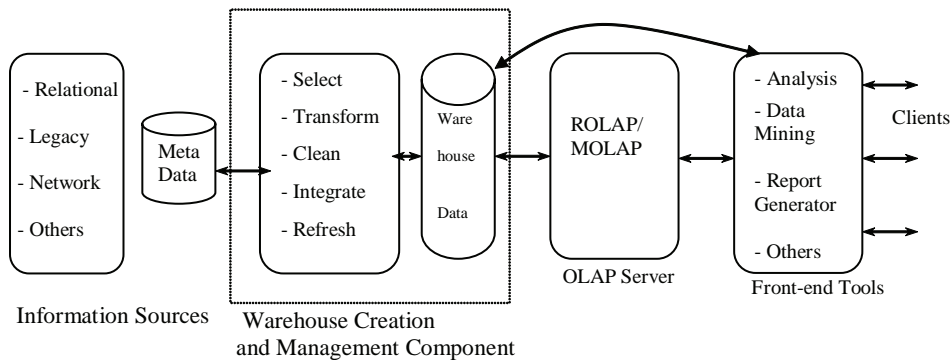 - Relational
- Legacy
- Network
- Others
Information Sources
Meta
Data
- Select
- Transform
- Clean
- Integrate
- Refresh
Ware
house
Data
Warehouse Creation
and Management Component
ROLAP/
MOLAP
OLAP Server
- Analysis
- Data
Mining
- Report
Generator
- Others
Front-end Tools
Clients